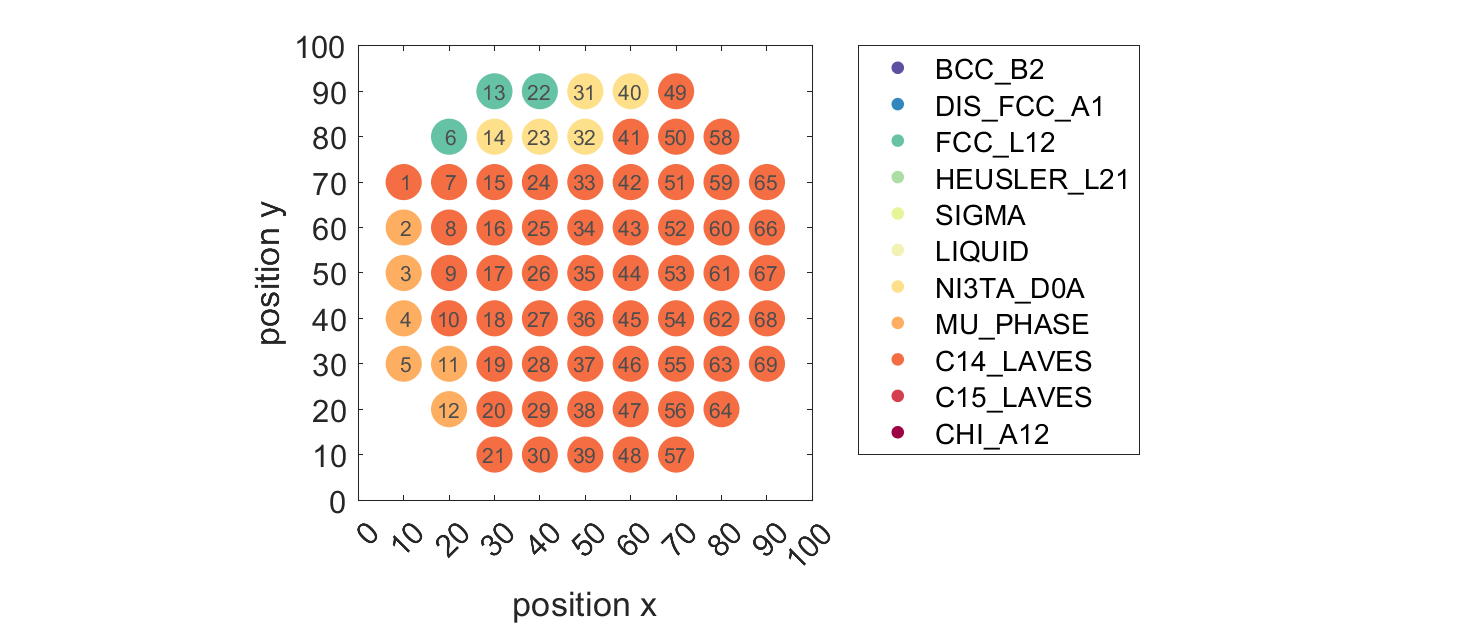 100
90
80
70
60
50
40
30
20
10
0
position y
13 22 31 40 49
6 14 23 32 41 50 58
1 7 15 24 33 42 51 59 65
2 8 16 25 34 43 52 60 66
3 9 17 26 35 44 53 61 67
4 10 18 27 36 45 54 62 68
5 11 19 28 37 46 55 63 69
12 20 29 38 47 56 64
21 30 39 48 57
0 10 20 30 40 50 60 70 80 90 100
position x
BCC_B2
DIS_FCC_A1
FCC_L12
HEUSLER_L21
SIGMA
LIQUID
NI3TA_D0A
MU_PHASE
C14_LAVES
C15_LAVES
CHI_A12